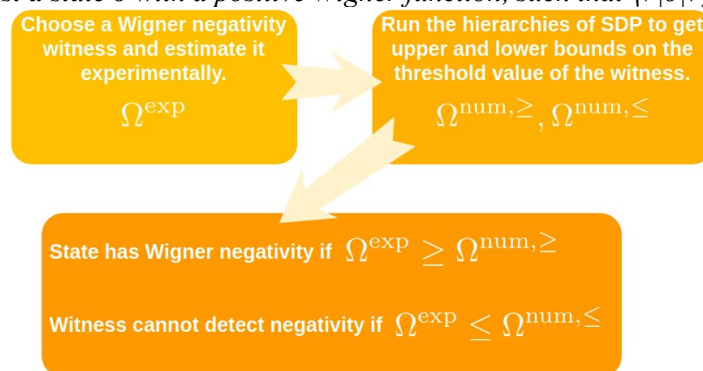 Choose a Wigner negativity
witness and estimate it
experimentally.
Ω^exp
Run the hierarchies of SDP to get
upper and lower bounds on the
threshold value of the witness.
Ω^num,≥, Ω^num,≤
State has Wigner negativity if Ω^exp ≥ Ω^num,≥
Witness cannot detect negativity if Ω^exp ≤ Ω^num,≤